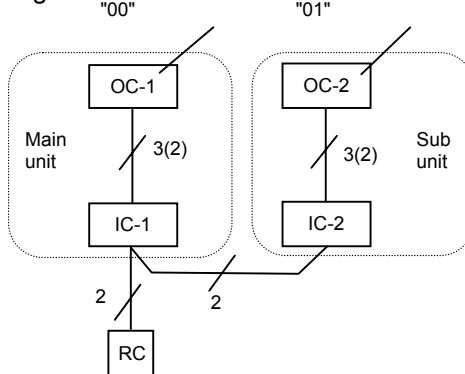 "00" "01"
OC-1 OC-2
Main unit
3(2) 3(2)
Sub unit
IC-1 IC-2
2 2
RC